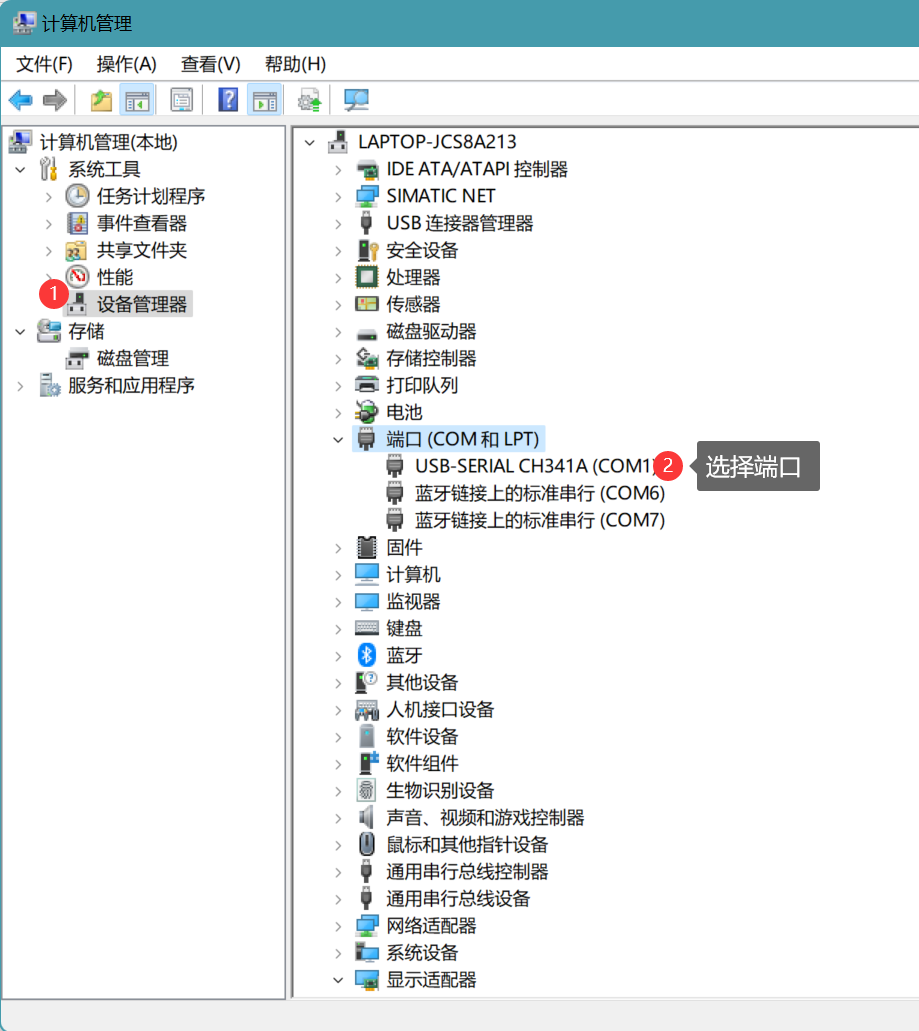 计算机管理
文件(F) 操作(A) 查看(V) 帮助(H)
计算机管理(本地)
系统工具
任务计划程序
事件查看器
共享文件夹
性能
1
设备管理器
存储
磁盘管理
服务和应用程序
LAPTOP-JCS8A213
IDE ATA/ATAPI 控制器
SIMATIC NET
USB 连接器管理器
安全设备
处理器
传感器
磁盘驱动器
存储控制器
打印队列
电池
端口 (COM 和 LPT)
USB-SERIAL CH341A (COM1)
2
选择端口
蓝牙链接上的标准串行 (COM6)
蓝牙链接上的标准串行 (COM7)
固件
计算机
监视器
键盘
蓝牙
其他设备
人机接口设备
软件设备
软件组件
生物识别设备
声音、视频和游戏控制器
鼠标和其他指针设备
通用串行总线控制器
通用串行总线设备
网络适配器
系统设备
显示适配器